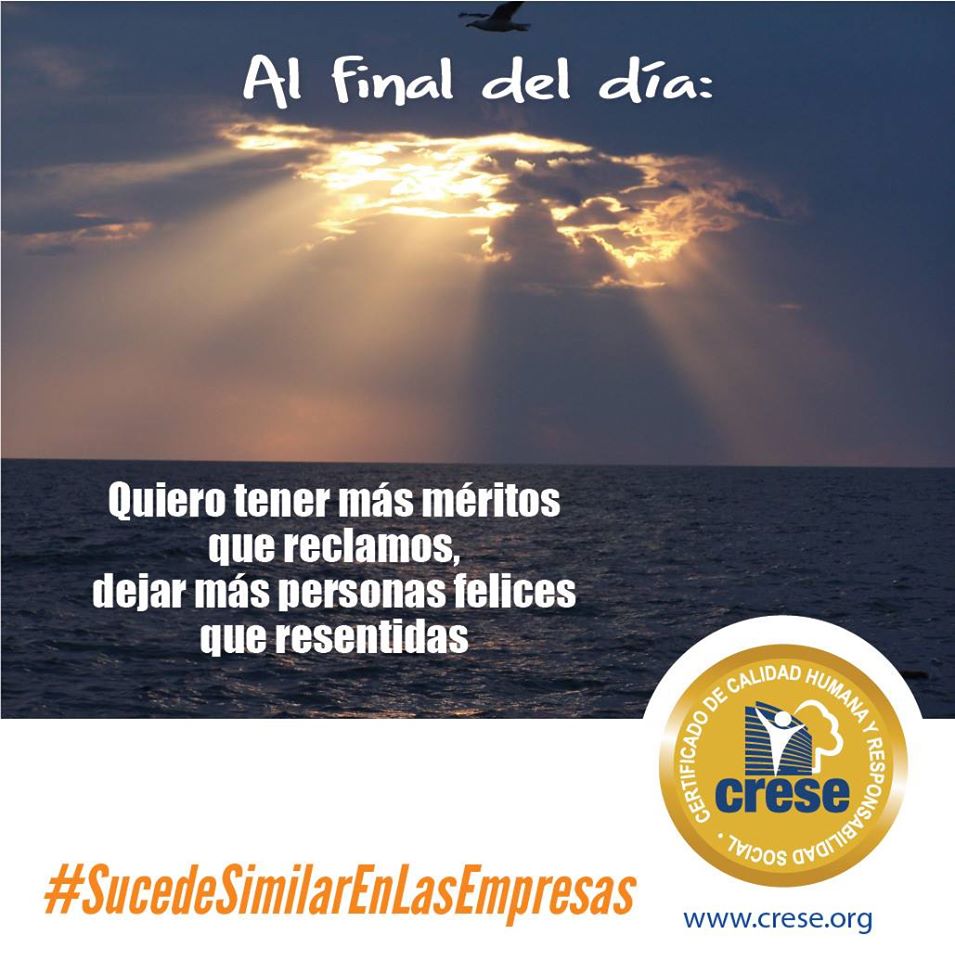 Al final del día:
Quiero tener más méritos
que reclamos,
dejar más personas felices
que resentidas
CERTIFICADO DE CALIDAD HUMANA Y RESPONSABILIDAD SOCIAL •
crese
#SucedeSimilarEnLasEmpresas
www.crese.org